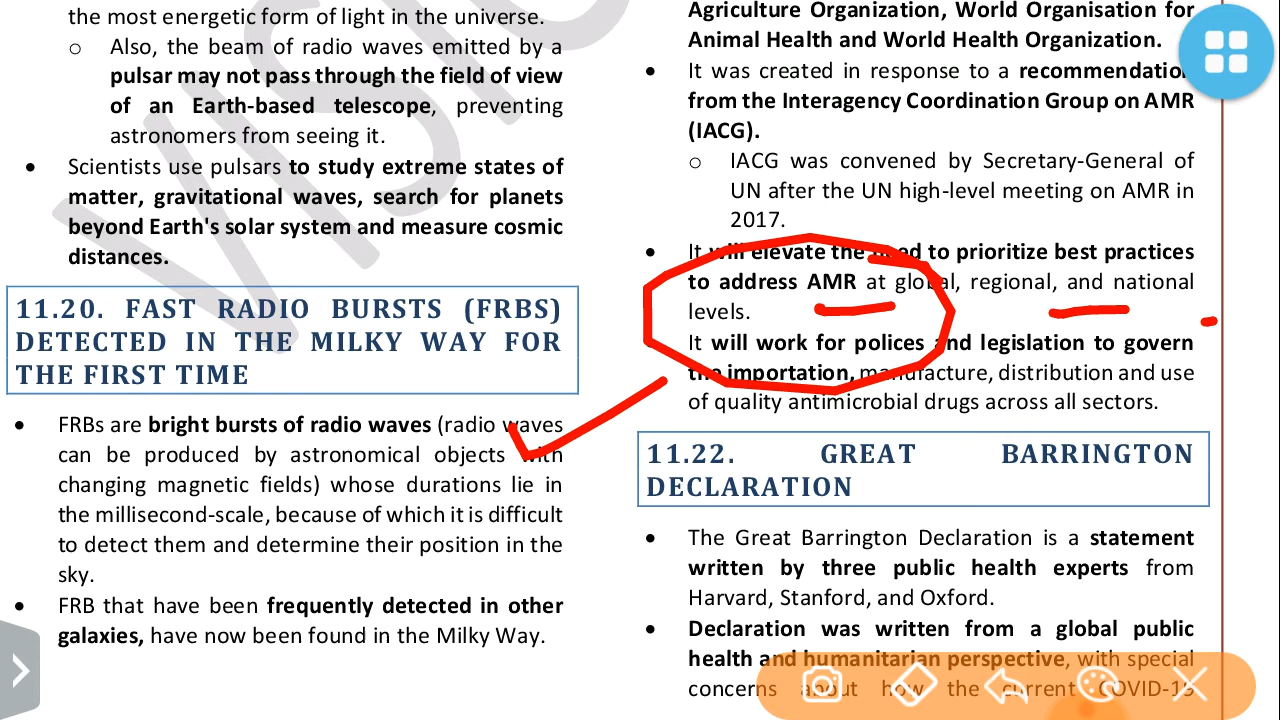 the most energetic form of light in the universe.
o Also, the beam of radio waves emitted by a
pulsar may not pass through the field of view
of an Earth-based telescope, preventing
astronomers from seeing it.
• Scientists use pulsars to study extreme states of
matter, gravitational waves, search for planets
beyond Earth's solar system and measure cosmic
distances.
11.20. FAST RADIO BURSTS (FRBS)
DETECTED IN THE MILKY WAY FOR
THE FIRST TIME
• FRBs are bright bursts of radio waves (radio waves
can be produced by astronomical objects with
changing magnetic fields) whose durations lie in
the millisecond-scale, because of which it is difficult
to detect them and determine their position in the
sky.
• FRB that have been frequently detected in other
galaxies, have now been found in the Milky Way.
Agriculture Organization, World Organisation for
Animal Health and World Health Organization.
• It was created in response to a recommendation
from the Interagency Coordination Group on AMR
(IACG).
o IACG was convened by Secretary-General of
UN after the UN high-level meeting on AMR in
2017.
• It will elevate the need to prioritize best practices
to address AMR at global, regional, and national
levels.
It will work for polices and legislation to govern
the importation, manufacture, distribution and use
of quality antimicrobial drugs across all sectors.
11.22. GREAT BARRINGTON
DECLARATION
• The Great Barrington Declaration is a statement
written by three public health experts from
Harvard, Stanford, and Oxford.
• Declaration was written from a global public
health and humanitarian perspective, with special
concerns about how the current COVID-19